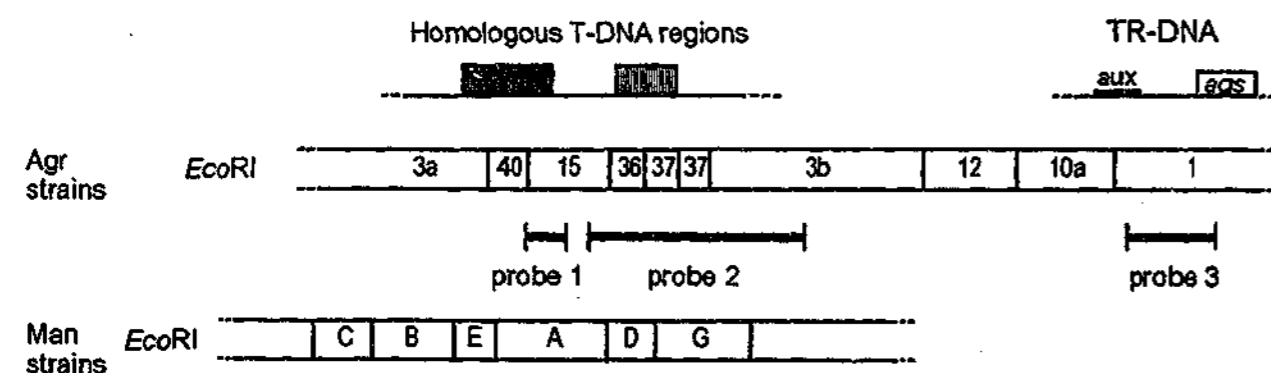 Homologous T-DNA regions TR-DNA
aux ags
Agr strains EcoRI 3a 40 15 36 37 37 3b 12 10a 1
probe 1 probe 2 probe 3
Man strains EcoRI C B E A D G